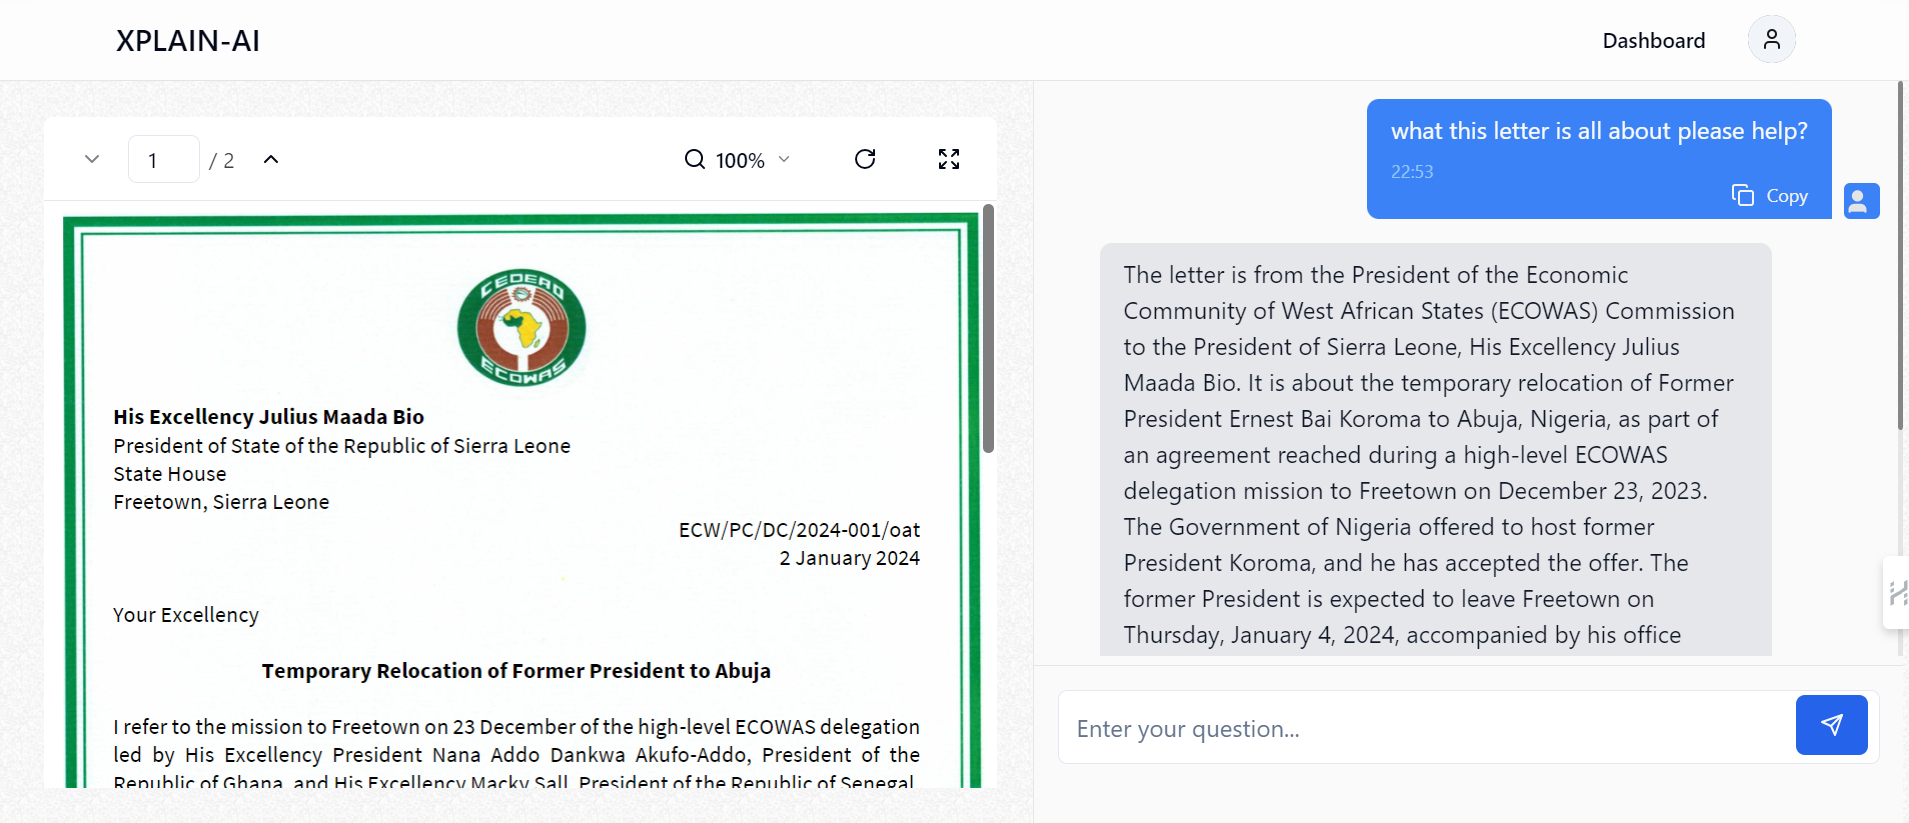 XPLAIN-AI
Dashboard
1 / 2
100%
CEDEAO
ECOWAS
His Excellency Julius Maada Bio
President of State of the Republic of Sierra Leone
State House
Freetown, Sierra Leone
ECW/PC/DC/2024-001/oat
2 January 2024
Your Excellency
Temporary Relocation of Former President to Abuja
I refer to the mission to Freetown on 23 December of the high-level ECOWAS delegation
led by His Excellency President Nana Addo Dankwa Akufo-Addo, President of the
Republic of Ghana, and His Excellency Macky Sall, President of the Republic of Senegal,
what this letter is all about please help?
22:53
Copy
The letter is from the President of the Economic
Community of West African States (ECOWAS) Commission
to the President of Sierra Leone, His Excellency Julius
Maada Bio. It is about the temporary relocation of Former
President Ernest Bai Koroma to Abuja, Nigeria, as part of
an agreement reached during a high-level ECOWAS
delegation mission to Freetown on December 23, 2023.
The Government of Nigeria offered to host former
President Koroma, and he has accepted the offer. The
former President is expected to leave Freetown on
Thursday, January 4, 2024, accompanied by his office
Enter your question...